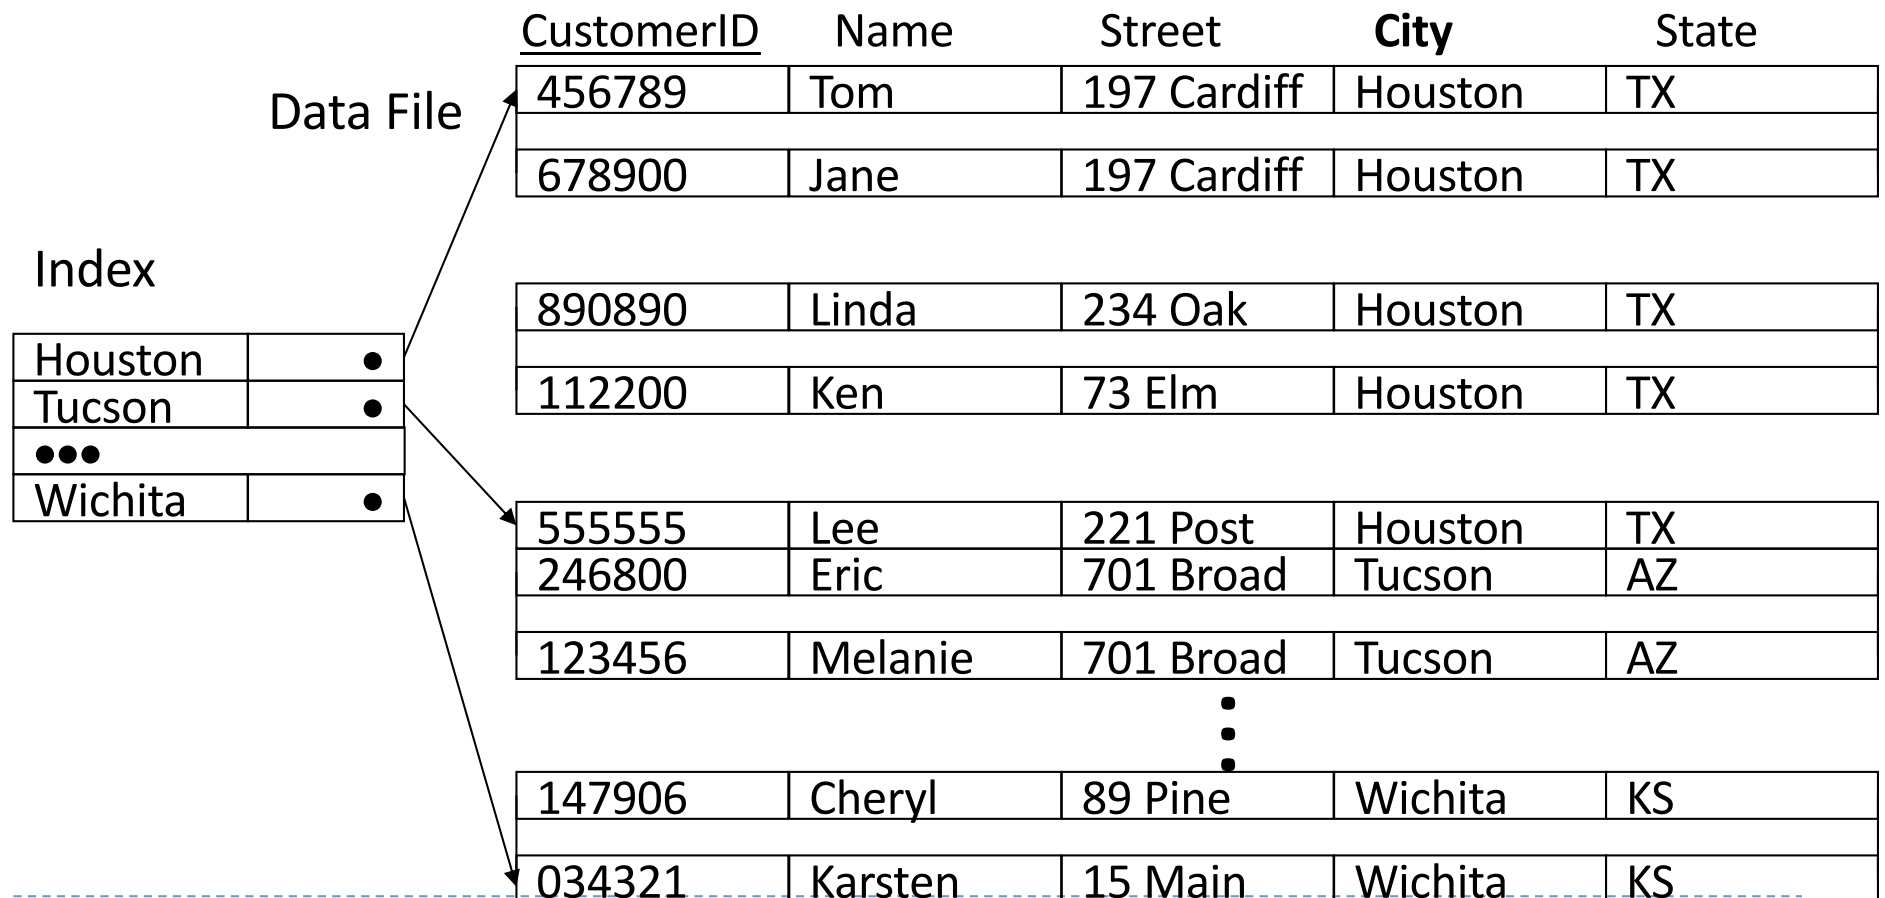 CustomerID Name Street City State
Data File
456789 Tom 197 Cardiff Houston TX
678900 Jane 197 Cardiff Houston TX
Index
890890 Linda 234 Oak Houston TX
112200 Ken 73 Elm Houston TX
Houston •
Tucson •
•••
Wichita •
555555 Lee 221 Post Houston TX
246800 Eric 701 Broad Tucson AZ
123456 Melanie 701 Broad Tucson AZ
147906 Cheryl 89 Pine Wichita KS
034321 Karsten 15 Main Wichita KS